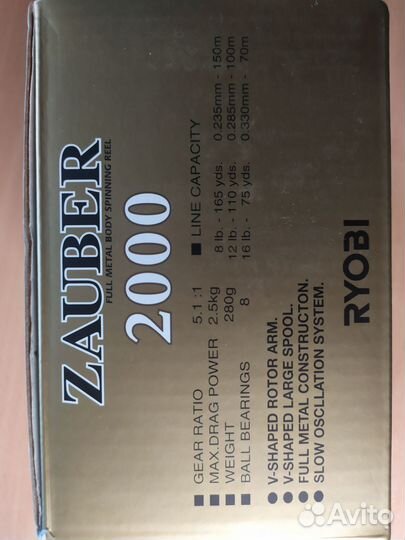 ZAUBER
FULL METAL BODY SPINNING REEL
2000
■ GEAR RATIO 5.1:1
■ MAX.DRAG POWER 2.5kg
■ WEIGHT 280g
■ BALL BEARINGS 8
■ LINE CAPACITY
8 lb. - 165 yds. 0.235mm - 150m
12 lb. - 110 yds. 0.285mm - 100m
16 lb. - 75 yds. 0.330mm - 70m
● V-SHAPED ROTOR ARM.
● V-SHAPED LARGE SPOOL.
● FULL METAL CONSTRUCTON.
● SLOW OSCLLATION SYSTEM.
RYOBI
Avito